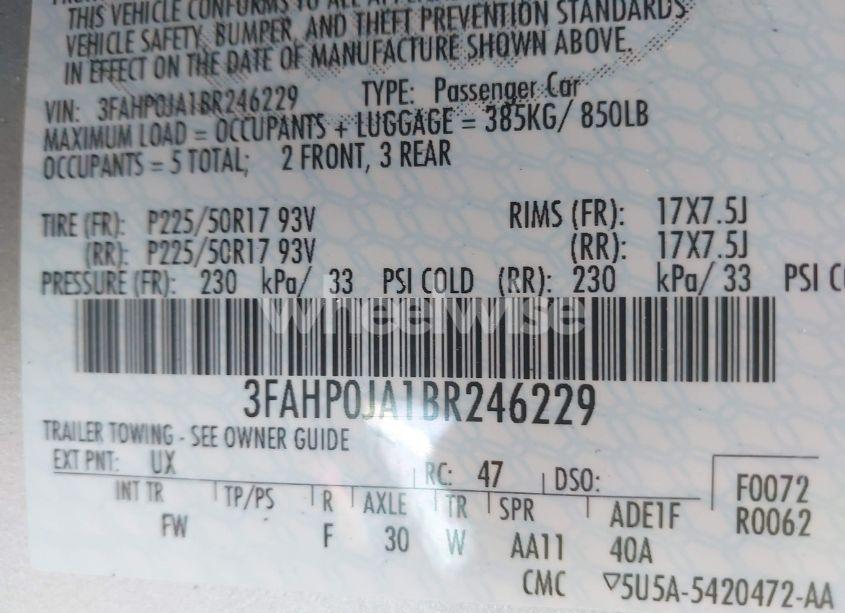 THIS VEHICLE CONFORMS TO ALL
VEHICLE SAFETY, BUMPER, AND THEFT PREVENTION STANDARDS
IN EFFECT ON THE DATE OF MANUFACTURE SHOWN ABOVE.
VIN: 3FAHP0JA1BR246229 TYPE: Passenger Car
MAXIMUM LOAD = OCCUPANTS + LUGGAGE = 385KG/ 850LB
OCCUPANTS = 5 TOTAL; 2 FRONT, 3 REAR
TIRE (FR): P225/50R17 93V RIMS (FR): 17X7.5J
(RR): P225/50R17 93V (RR): 17X7.5J
PRESSURE (FR): 230 kPa/ 33 PSI COLD (RR): 230 kPa/ 33 PSI CO
Wheelwise
3FAHP0JA1BR246229
TRAILER TOWING - SEE OWNER GUIDE
EXT PNT: UX RC: 47 DSO: F0072
INT TR TP/PS R AXLE TR SPR ADE1F R0062
FW F 30 W AA11 40A
CMC ▽5U5A-5420472-AA